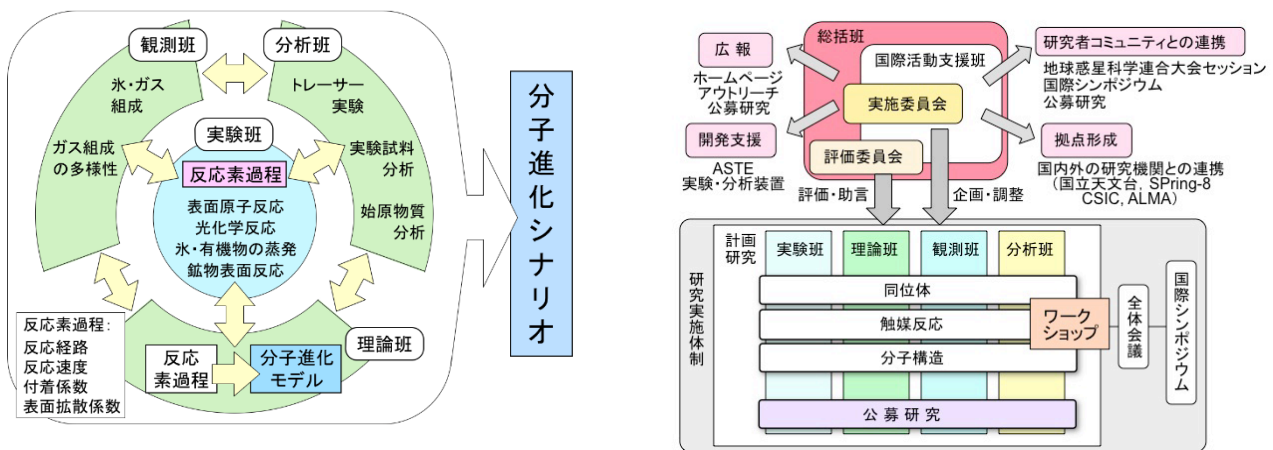 観測班
分析班
氷・ガス
組成
トレーサー
実験
ガス組成
の多様性
実験班
反応素過程
実験試料
分析
表面原子反応
光化学反応
氷・有機物の蒸発
鉱物表面反応
始原物質
分析
反応素過程:
反応経路
反応速度
付着係数
表面拡散係数
反応
素過程
分子進化
モデル
理論班
分子進化シナリオ
総括班
国際活動支援班
実施委員会
評価委員会
広報
ホームページ
アウトリーチ
公募研究
開発支援
ASTE
実験・分析装置
研究者コミュニティとの連携
地球惑星科学連合大会セッション
国際シンポジウム
公募研究
拠点形成
国内外の研究機関との連携
(国立天文台, SPring-8
CSIC, ALMA)
評価・助言
企画・調整
研究実施体制
計画
研究
実験班
理論班
観測班
分析班
同位体
触媒反応
分子構造
ワーク
ショップ
公募研究
全体会議
国際シンポジウム